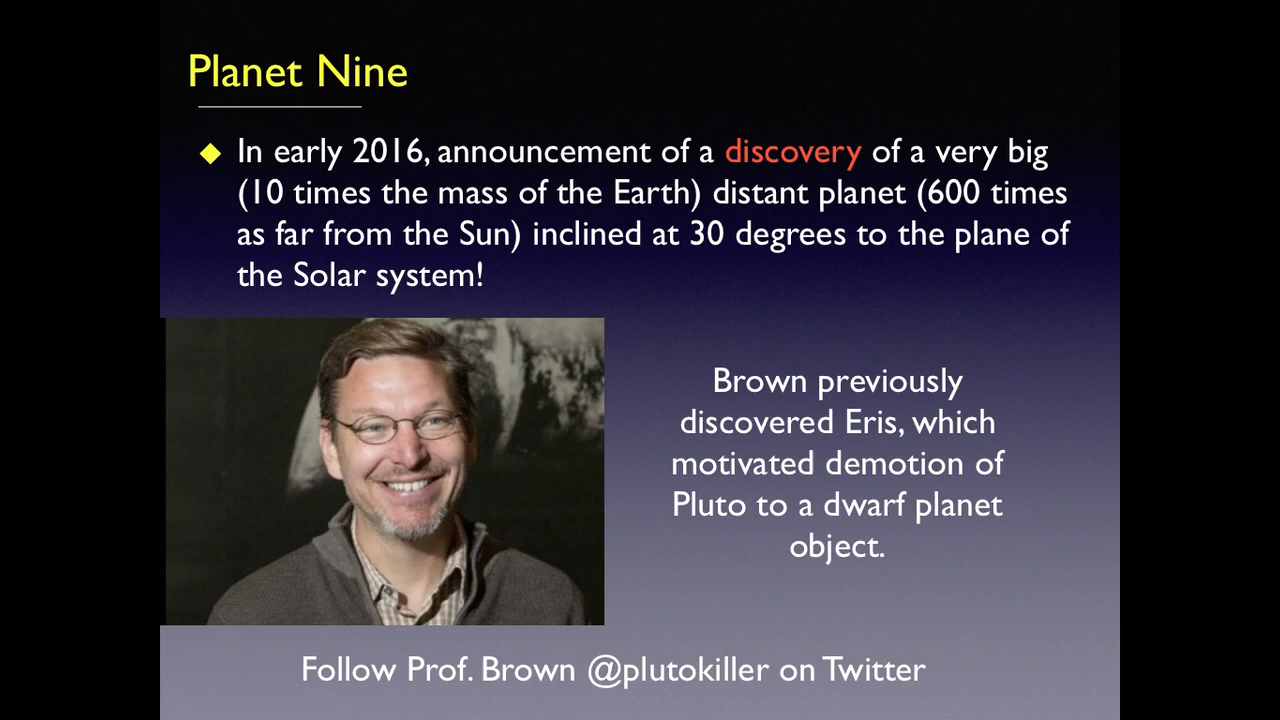 Planet Nine
In early 2016, announcement of a discovery of a very big
(10 times the mass of the Earth) distant planet (600 times
as far from the Sun) inclined at 30 degrees to the plane of
the Solar system!
Brown previously
discovered Eris, which
motivated demotion of
Pluto to a dwarf planet
object.
Follow Prof. Brown @plutokiller on Twitter